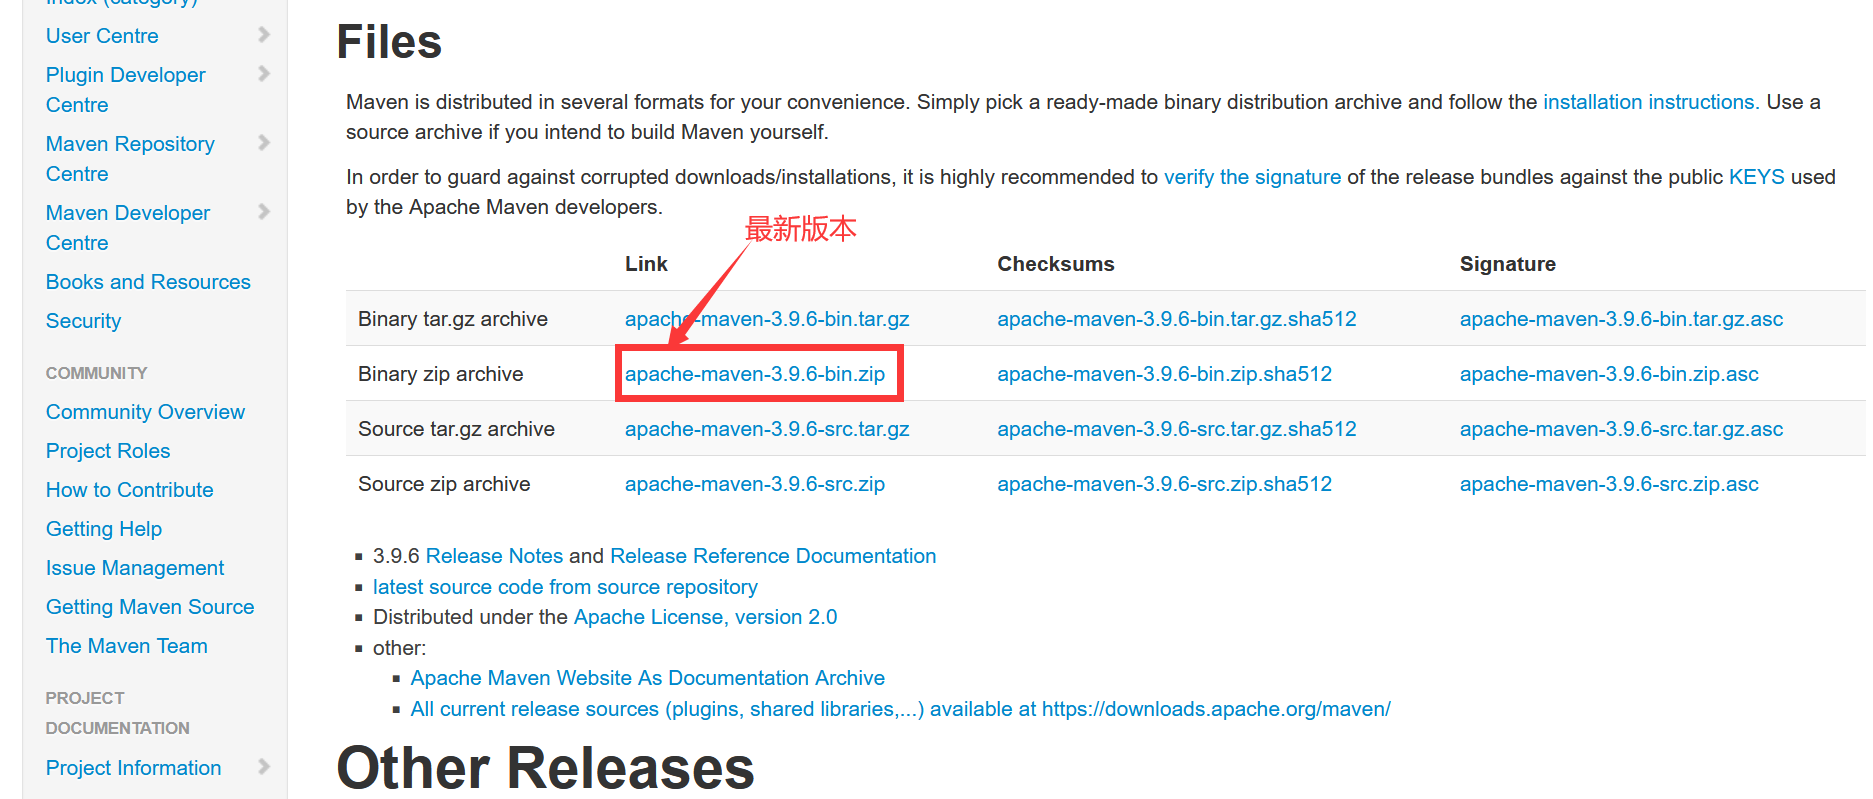 Index (category)
User Centre
Plugin Developer
Centre
Maven Repository
Centre
Maven Developer
Centre
Books and Resources
Security
COMMUNITY
Community Overview
Project Roles
How to Contribute
Getting Help
Issue Management
Getting Maven Source
The Maven Team
PROJECT
DOCUMENTATION
Project Information
Files
Maven is distributed in several formats for your convenience. Simply pick a ready-made binary distribution archive and follow the installation instructions. Use a
source archive if you intend to build Maven yourself.
In order to guard against corrupted downloads/installations, it is highly recommended to verify the signature of the release bundles against the public KEYS used
by the Apache Maven developers.
最新版本
Link Checksums Signature
Binary tar.gz archive apache-maven-3.9.6-bin.tar.gz apache-maven-3.9.6-bin.tar.gz.sha512 apache-maven-3.9.6-bin.tar.gz.asc
Binary zip archive apache-maven-3.9.6-bin.zip apache-maven-3.9.6-bin.zip.sha512 apache-maven-3.9.6-bin.zip.asc
Source tar.gz archive apache-maven-3.9.6-src.tar.gz apache-maven-3.9.6-src.tar.gz.sha512 apache-maven-3.9.6-src.tar.gz.asc
Source zip archive apache-maven-3.9.6-src.zip apache-maven-3.9.6-src.zip.sha512 apache-maven-3.9.6-src.zip.asc
3.9.6 Release Notes and Release Reference Documentation
latest source code from source repository
Distributed under the Apache License, version 2.0
other:
Apache Maven Website As Documentation Archive
All current release sources (plugins, shared libraries,...) available at https://downloads.apache.org/maven/
Other Releases